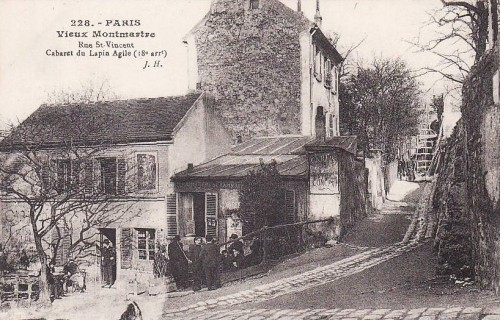 228. - PARIS
Vieux Montmartre
Rue St-Vincent
Cabaret du Lapin Agile (18e arrt)
J. H.